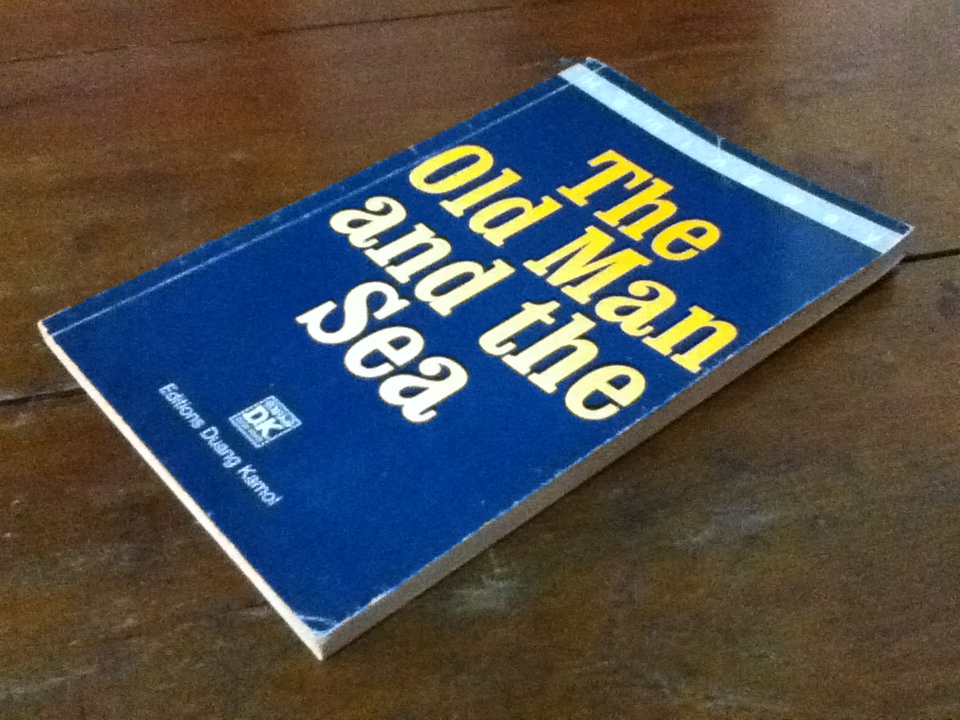 The
Old Man
and the
Sea
DK
Editions Duang Kamol